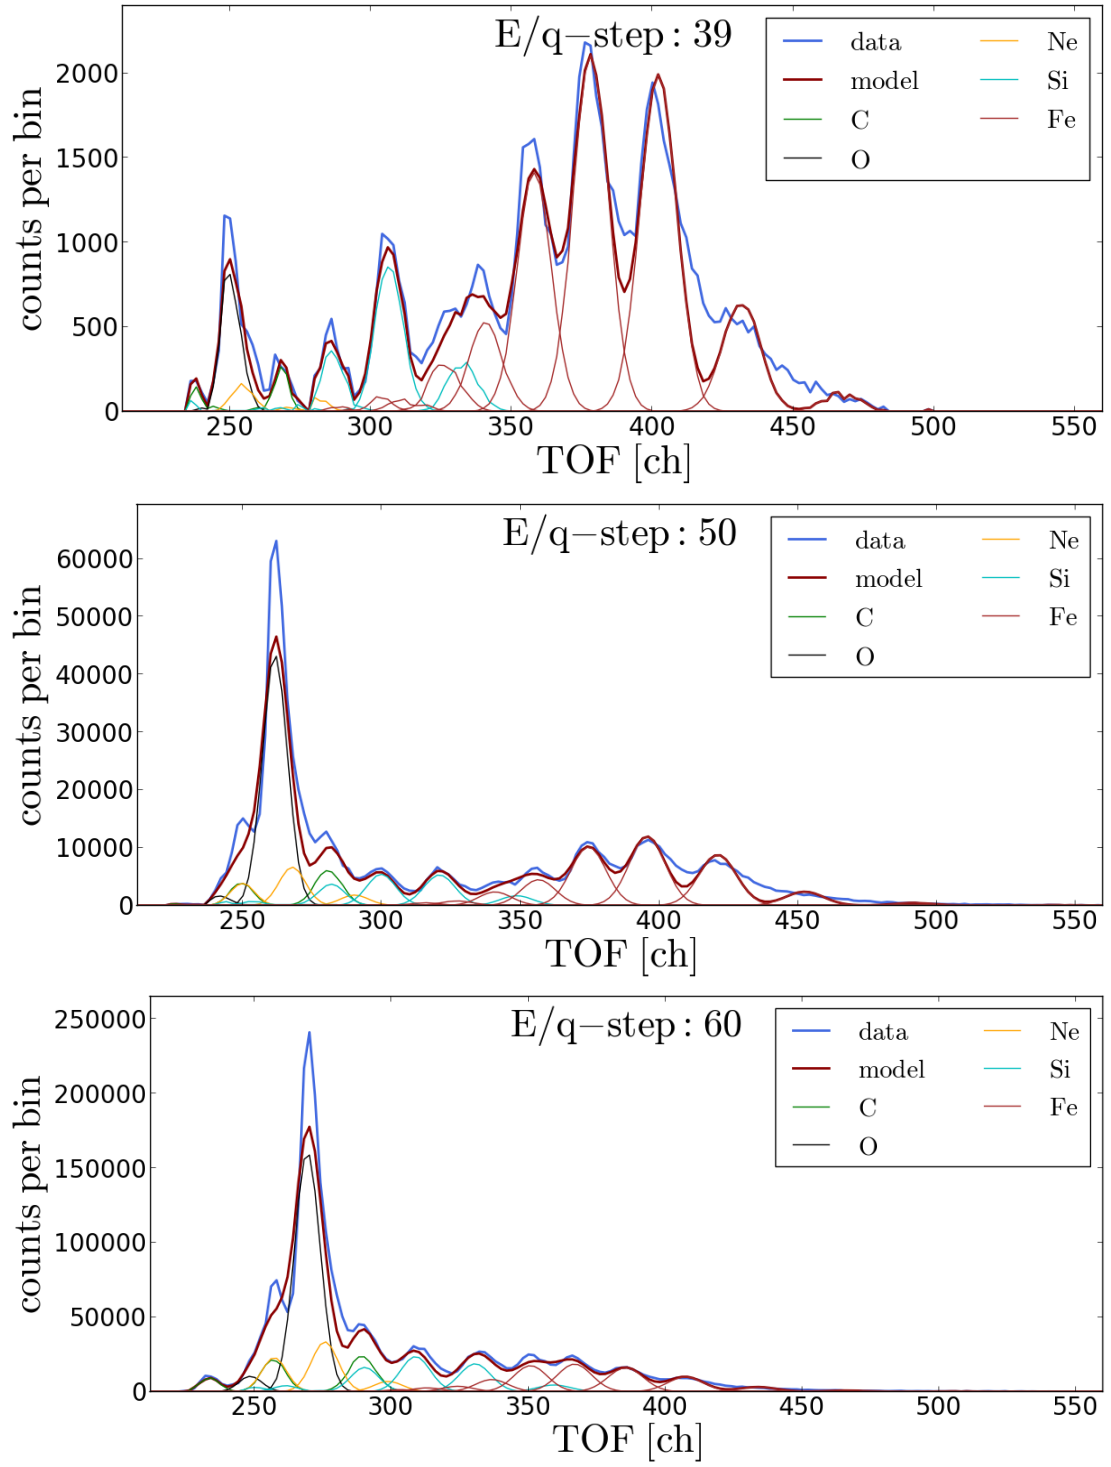 E/q−step: 39
data
model
C
O
Ne
Si
Fe
counts per bin
2000
1500
1000
500
0
250 300 350 400 450 500 550
TOF [ch]
E/q−step: 50
data
model
C
O
Ne
Si
Fe
counts per bin
60000
50000
40000
30000
20000
10000
0
250 300 350 400 450 500 550
TOF [ch]
E/q−step: 60
data
model
C
O
Ne
Si
Fe
counts per bin
250000
200000
150000
100000
50000
0
250 300 350 400 450 500 550
TOF [ch]